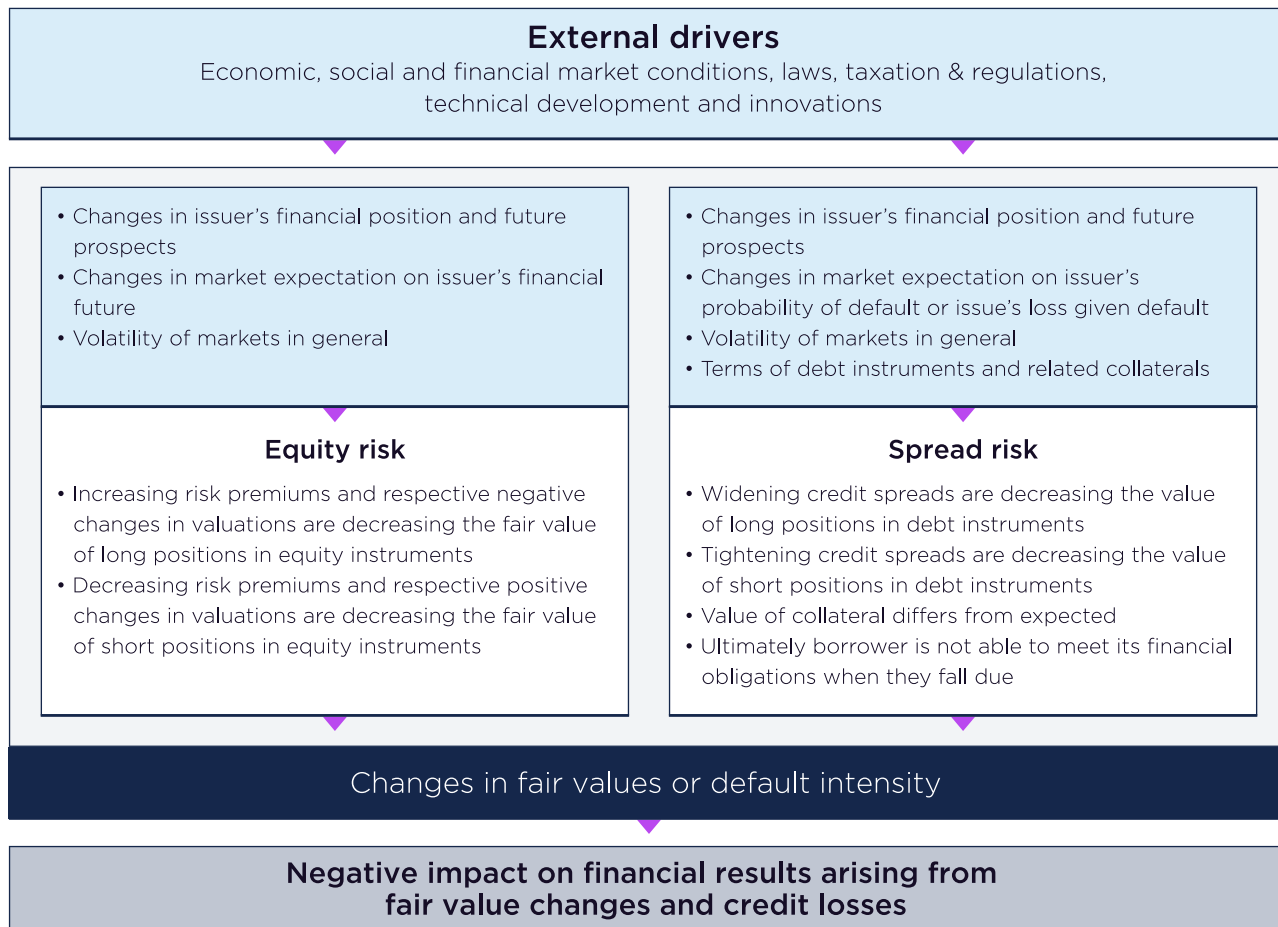 External drivers
Economic, social and financial market conditions, laws, taxation & regulations,
technical development and innovations
• Changes in issuer’s financial position and future
prospects
• Changes in market expectation on issuer’s financial
future
• Volatility of markets in general
Equity risk
• Increasing risk premiums and respective negative
changes in valuations are decreasing the fair value
of long positions in equity instruments
• Decreasing risk premiums and respective positive
changes in valuations are decreasing the fair value
of short positions in equity instruments
• Changes in issuer’s financial position and future
prospects
• Changes in market expectation on issuer’s
probability of default or issue’s loss given default
• Volatility of markets in general
• Terms of debt instruments and related collaterals
Spread risk
• Widening credit spreads are decreasing the value
of long positions in debt instruments
• Tightening credit spreads are decreasing the value
of short positions in debt instruments
• Value of collateral differs from expected
• Ultimately borrower is not able to meet its financial
obligations when they fall due
Changes in fair values or default intensity
Negative impact on financial results arising from
fair value changes and credit losses